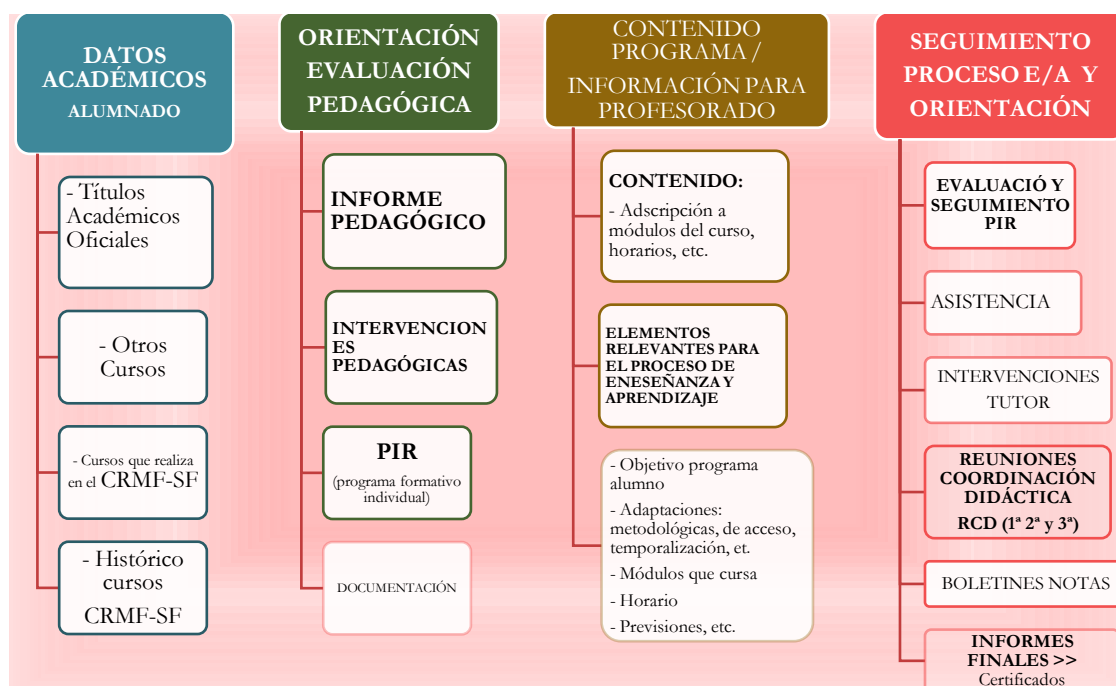 DATOS
ACADÉMICOS
ALUMNADO
- Títulos
Académicos
Oficiales
- Otros
Cursos
- Cursos que realiza
en el CRMF-SF
- Histórico
cursos
CRMF-SF
ORIENTACIÓN
EVALUACIÓN
PEDAGÓGICA
INFORME
PEDAGÓGICO
INTERVENCION
ES
PEDAGÓGICAS
PIR
(programa formativo
individual)
DOCUMENTACIÓN
CONTENIDO
PROGRAMA /
INFORMACIÓN PARA
PROFESORADO
CONTENIDO:
- Adscripción a
módulos del curso,
horarios, etc.
ELEMENTOS
RELEVANTES PARA
EL PROCESO DE
ENESEÑANZA Y
APRENDIZAJE
- Objetivo programa
alumno
- Adaptaciones:
metodológicas, de acceso,
temporalización, et.
- Módulos que cursa
- Horario
- Previsiones, etc.
SEGUIMIENTO
PROCESO E/A Y
ORIENTACIÓN
EVALUACIÓ Y
SEGUIMIENTO
PIR
ASISTENCIA
INTERVENCIONES
TUTOR
REUNIONES
COORDINACIÓN
DIDÁCTICA
RCD (1ª 2ª y 3ª)
BOLETINES NOTAS
INFORMES
FINALES >>
Certificados